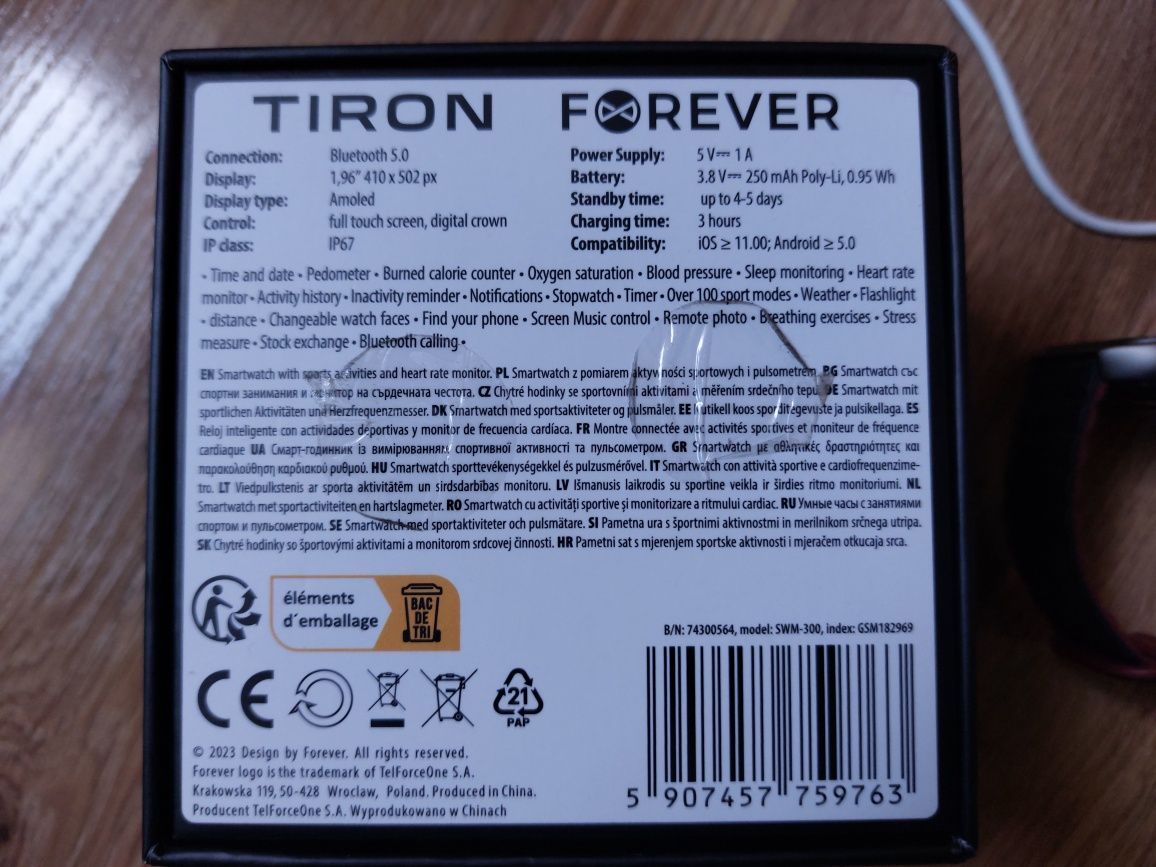 TIRON FOREVER
Connection: Bluetooth 5.0
Display: 1,96” 410 x 502 px
Display type: Amoled
Control: full touch screen, digital crown
IP class: IP67
Power Supply: 5 V⎓ 1 A
Battery: 3.8 V⎓ 250 mAh Poly-Li, 0.95 Wh
Standby time: up to 4-5 days
Charging time: 3 hours
Compatibility: iOS ≥ 11.00; Android ≥ 5.0
• Time and date • Pedometer • Burned calorie counter • Oxygen saturation • Blood pressure • Sleep monitoring • Heart rate
monitor • Activity history • Inactivity reminder • Notifications • Stopwatch • Timer • Over 100 sport modes • Weather • Flashlight
• distance • Changeable watch faces • Find your phone • Screen Music control • Remote photo • Breathing exercises • Stress
measure • Stock exchange • Bluetooth calling •
EN Smartwatch with sports activities and heart rate monitor. PL Smartwatch z pomiarem aktywności sportowych i pulsometrem. BG Smartwatch със
спортни занимания и монитор на сърдечната честота. CZ Chytré hodinky se sportovními aktivitami a měřením srdečního tepu. DE Smartwatch mit
sportlichen Aktivitäten und Herzfrequenzmesser. DK Smartwatch med sportsaktiviteter og pulsmåler. EE Nutikell koos sporditegevuste ja pulsikellaga. ES
Reloj inteligente con actividades deportivas y monitor de frecuencia cardíaca. FR Montre connectée avec activités sportives et moniteur de fréquence
cardiaque UA Смарт-годинник із вимірюванням спортивної активності та пульсометром. GR Smartwatch με αθλητικές δραστηριότητες και
παρακολούθηση καρδιακού ρυθμού. HU Smartwatch sporttevékenységekkel és pulzusmérővel. IT Smartwatch con attività sportive e cardiofrequenzime-
tro. LT Viedpulkstenis ar sporta aktivitātēm un sirdsdarbības monitoru. LV Išmanusis laikrodis su sportine veikla ir širdies ritmo monitoriumi. NL
Smartwatch met sportactiviteiten en hartslagmeter. RO Smartwatch cu activități sportive și monitorizare a ritmului cardiac. RU Умные часы с занятиями
спортом и пульсометром. SE Smartwatch med sportaktiviteter och pulsmätare. SI Pametna ura s športnimi aktivnostmi in merilnikom srčnega utripa.
SK Chytré hodinky so športovými aktivitami a monitorom srdcovej činnosti. HR Pametni sat s mjerenjem sportske aktivnosti i mjeračem otkucaja srca.
éléments
d´emballage
BAC
DE
TRI
B/N: 74300564, model: SWM-300, index: GSM182969
CE
21
PAP
© 2023 Design by Forever. All rights reserved.
Forever logo is the trademark of TelForceOne S.A.
Krakowska 119, 50-428 Wroclaw, Poland. Produced in China.
Producent TelForceOne S.A. Wyprodukowano w Chinach
5 907457 759763